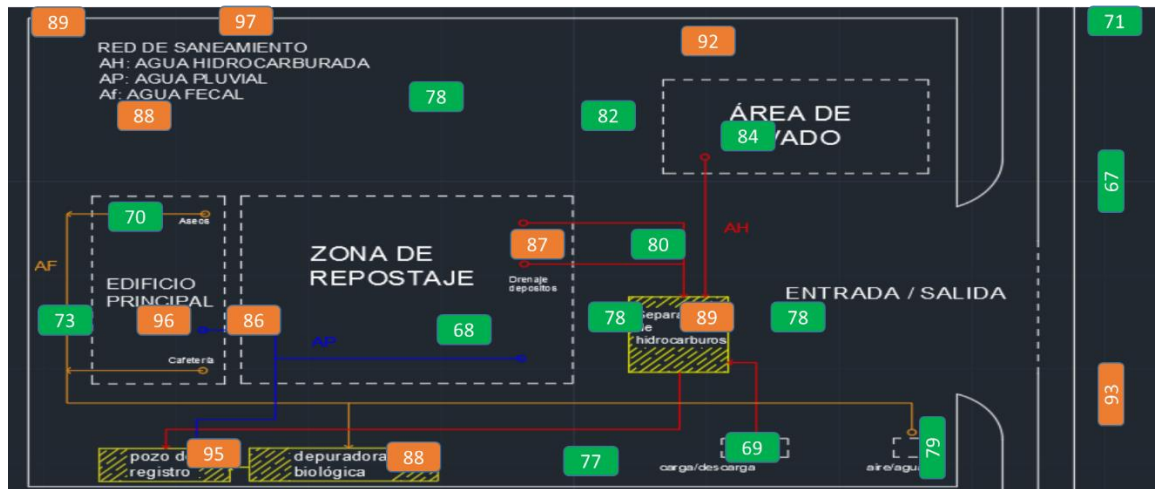 89
97
92
71
RED DE SANEAMIENTO
AH: AGUA HIDROCARBURADA
AP: AGUA PLUVIAL
Af: AGUA FECAL
88
78
82
ÁREA DE
84
67
70
Aseos
AF
ZONA DE
REPOSTAJE
87
80
AH
Drenaje
depositos
EDIFICIO
PRINCIPAL
ENTRADA / SALIDA
73
96
86
AP
68
78
89
78
hidrocarburos
Cafetería
93
pozo
registro
95
depuradora
biológica
88
77
69
carga/descarga
79
aire/agua